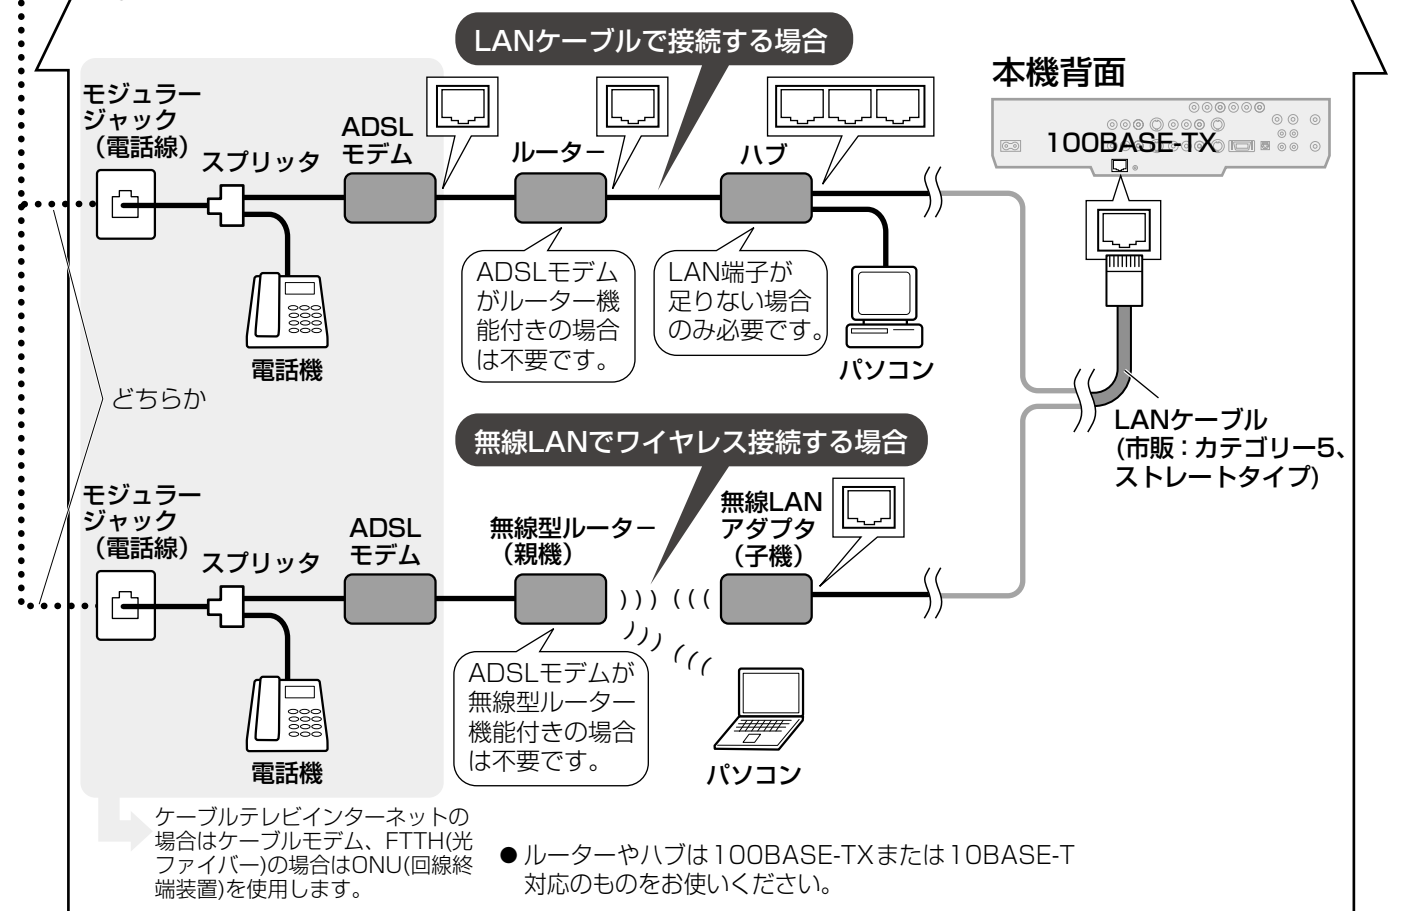 LANケーブルで接続する場合
本機背面
100BASE-TX
モジュラー
ジャック
（電話線）
スプリッタ
ADSL
モデム
ルーター
ハブ
ADSLモデム
がルーター機
能付きの場合
は不要です。
LAN端子が
足りない場合
のみ必要です。
電話機
パソコン
どちらか
LANケーブル
(市販：カテゴリー5、
ストレートタイプ)
無線LANでワイヤレス接続する場合
モジュラー
ジャック
（電話線）
スプリッタ
ADSL
モデム
無線型ルーター
（親機）
無線LAN
アダプタ
（子機）
ADSLモデムが
無線型ルーター
機能付きの場合
は不要です。
電話機
パソコン
ケーブルテレビインターネットの
場合はケーブルモデム、FTTH(光
ファイバー)の場合はONU(回線終
端装置)を使用します。
● ルーターやハブは100BASE-TXまたは10BASE-T
対応のものをお使いください。